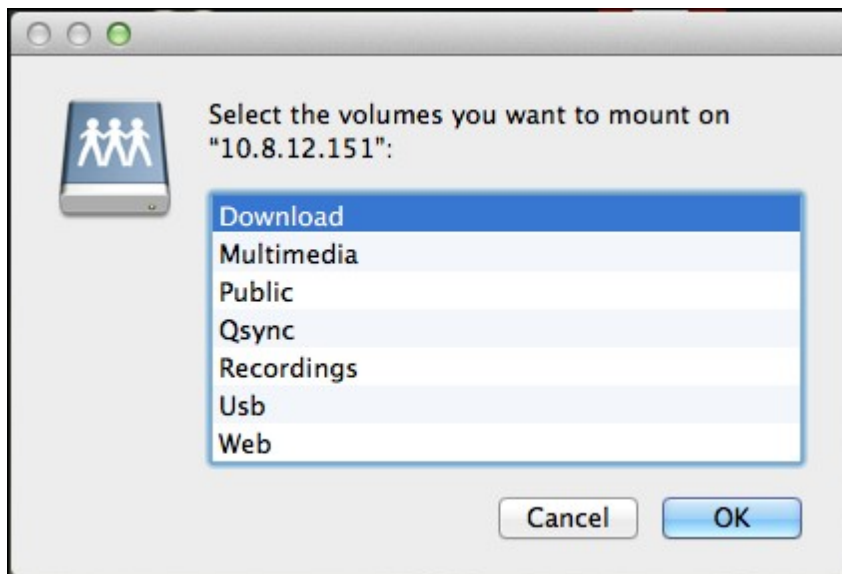 Select the volumes you want to mount on
“10.8.12.151”:
Download
Multimedia
Public
Qsync
Recordings
Usb
Web
Cancel
OK